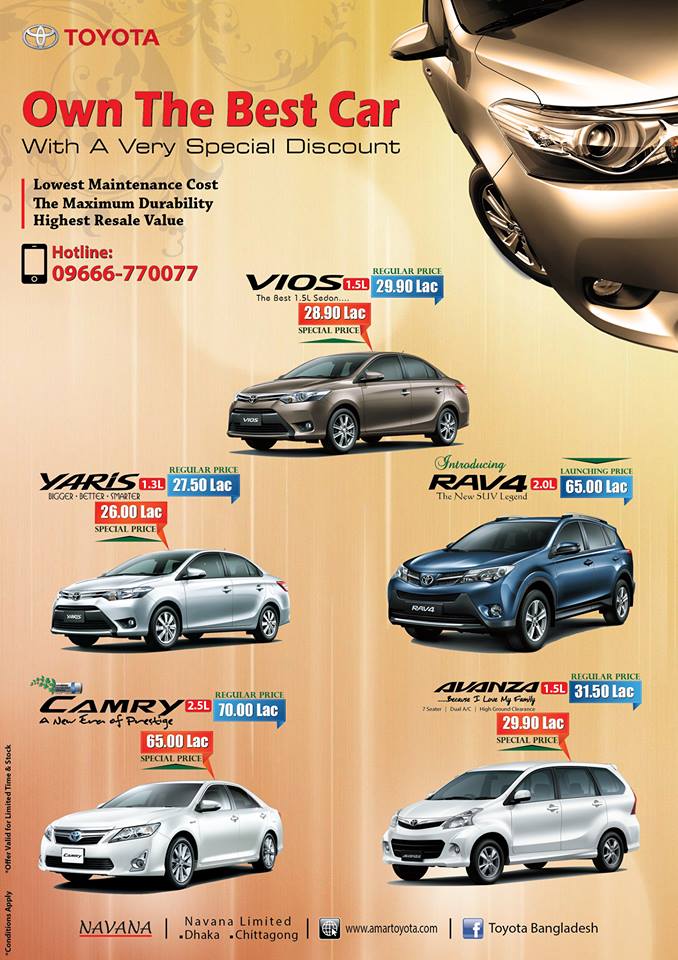 TOYOTA
Own The Best Car
With A Very Special Discount
Lowest Maintenance Cost
The Maximum Durability
Highest Resale Value
Hotline:
09666-770077
VIOS 1.5L
The Best 1.5L Sedan....
REGULAR PRICE
29.90 Lac
28.90 Lac
SPECIAL PRICE
VIOS
YARiS 1.3L
BIGGER • BETTER • SMARTER
REGULAR PRICE
27.50 Lac
26.00 Lac
SPECIAL PRICE
Introducing
RAV4 2.0L
The New SUV Legend
LAUNCHING PRICE
65.00 Lac
RAV4
CAMRY 2.5L
A New Era of Prestige
REGULAR PRICE
70.00 Lac
65.00 Lac
SPECIAL PRICE
Camry
AVANZA 1.5L
....Because I Love My Family
7 Seater | Dual A/C | High Ground Clearance
REGULAR PRICE
31.50 Lac
29.90 Lac
SPECIAL PRICE
AVANZA
*Conditions Apply *Offer Valid for Limited Time & Stock
NAVANA
Navana Limited
Dhaka Chittagong
www.amartoyota.com
Toyota Bangladesh